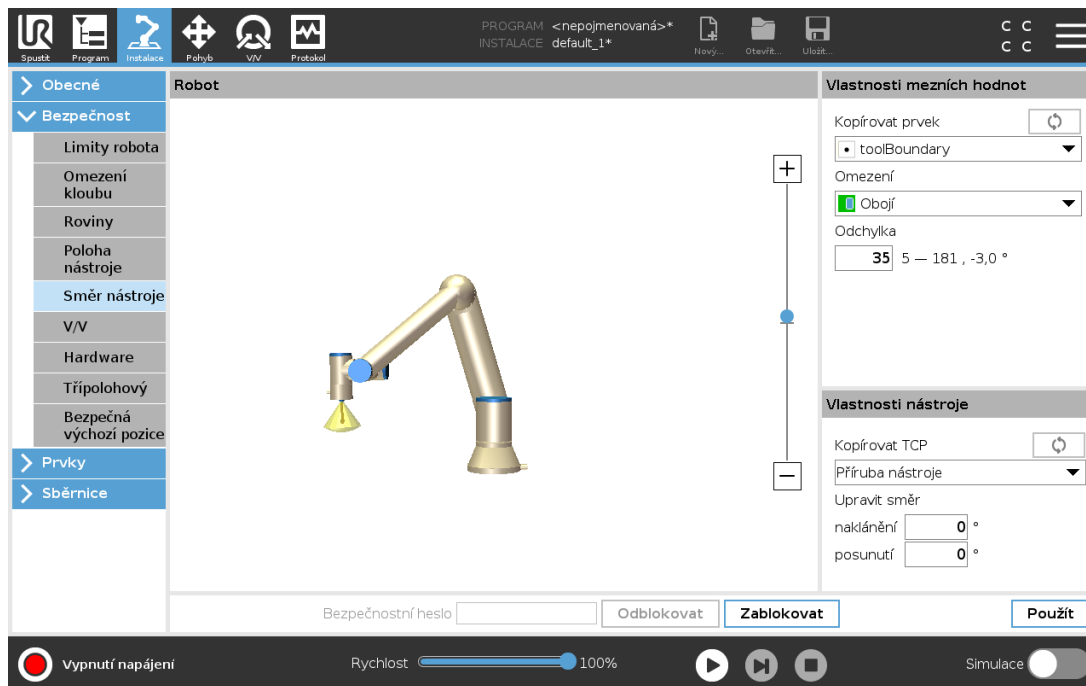 UR
PROGRAM <nepojmenovaná>*
INSTALACE default_1*
Spustit
Program
Instalace
Pohyb
V/V
Protokol
Nový...
Otevřít...
Uložit...
C C
C C
Obecné
Bezpečnost
Limity robota
Omezení
kloubu
Roviny
Poloha
nástroje
Směr nástroje
V/V
Hardware
Třípolohový
Bezpečná
výchozí pozice
Prvky
Sběrnice
Robot
+
−
Vlastnosti mezních hodnot
Kopírovat prvek
toolBoundary
Omezení
Obojí
Odchylka
35 5 — 181 , -3,0 °
Vlastnosti nástroje
Kopírovat TCP
Příruba nástroje
Upravit směr
naklánění 0 °
posunutí 0 °
Bezpečnostní heslo
Odblokovat
Zablokovat
Použít
Vypnutí napájení
Rychlost
100%
Simulace